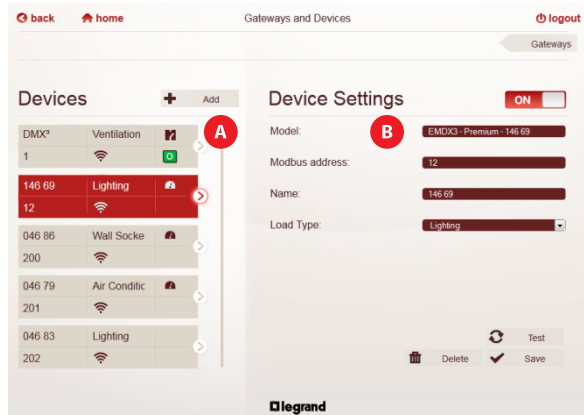 back home Gateways and Devices logout
Gateways
Devices Add
A
DMX³ Ventilation
1 O
146 69 Lighting
12
046 86 Wall Socke
200
046 79 Air Conditic
201
046 83 Lighting
202
Device Settings ON
B
Model: EMDX3 - Premium - 146 69
Modbus address: 12
Name: 146 69
Load Type: Lighting
Test
Delete Save
legrand